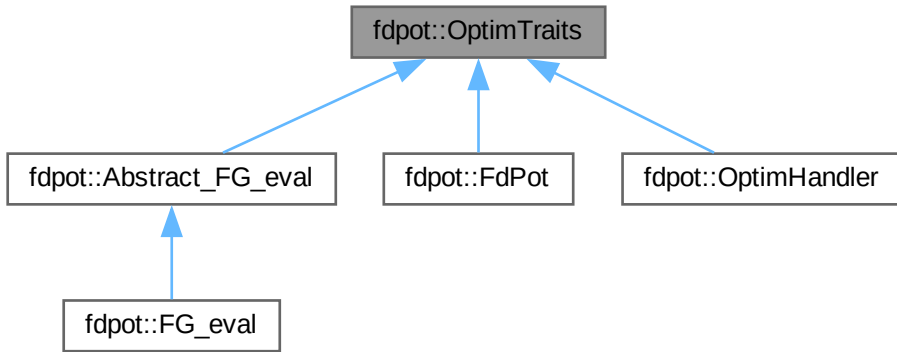 fdpot::OptimTraits
fdpot::Abstract_FG_eval
fdpot::FdPot
fdpot::OptimHandler
fdpot::FG_eval